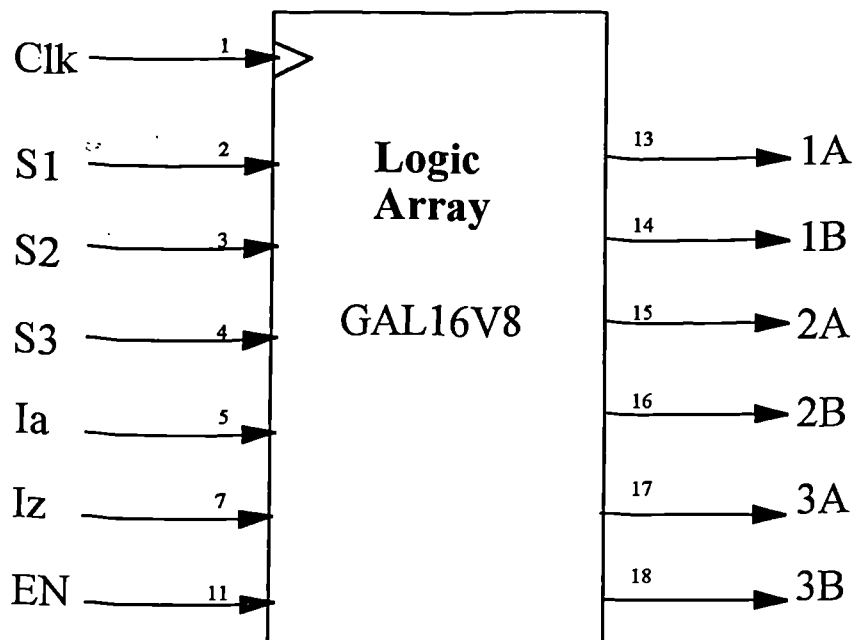 Clk 1
S1 2
S2 3
S3 4
Ia 5
Iz 7
EN 11
Logic
Array
GAL16V8
13 1A
14 1B
15 2A
16 2B
17 3A
18 3B